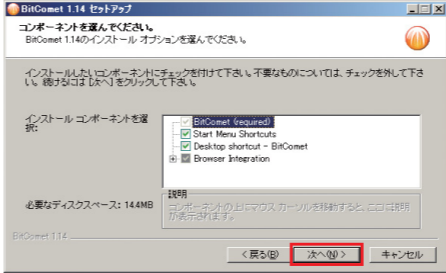 BitComet 1.14 セットアップ
コンポーネントを選んでください。
BitComet 1.14のインストール オプションを選んでください。
インストールしたいコンポーネントにチェックを付けて下さい。不要なものについては、チェックを外して下さ
い。 続けるには [次へ] をクリックして下さい。
インストール コンポーネントを選
択:
BitComet (required)
Start Menu Shortcuts
Desktop shortcut - BitComet
Browser Integration
必要なディスクスペース: 14.4MB
説明
コンポーネントの上にマウス カーソルを移動すると、ここに説明
が表示されます。
BitComet 1.14
< 戻る(B)
次へ(N) >
キャンセル